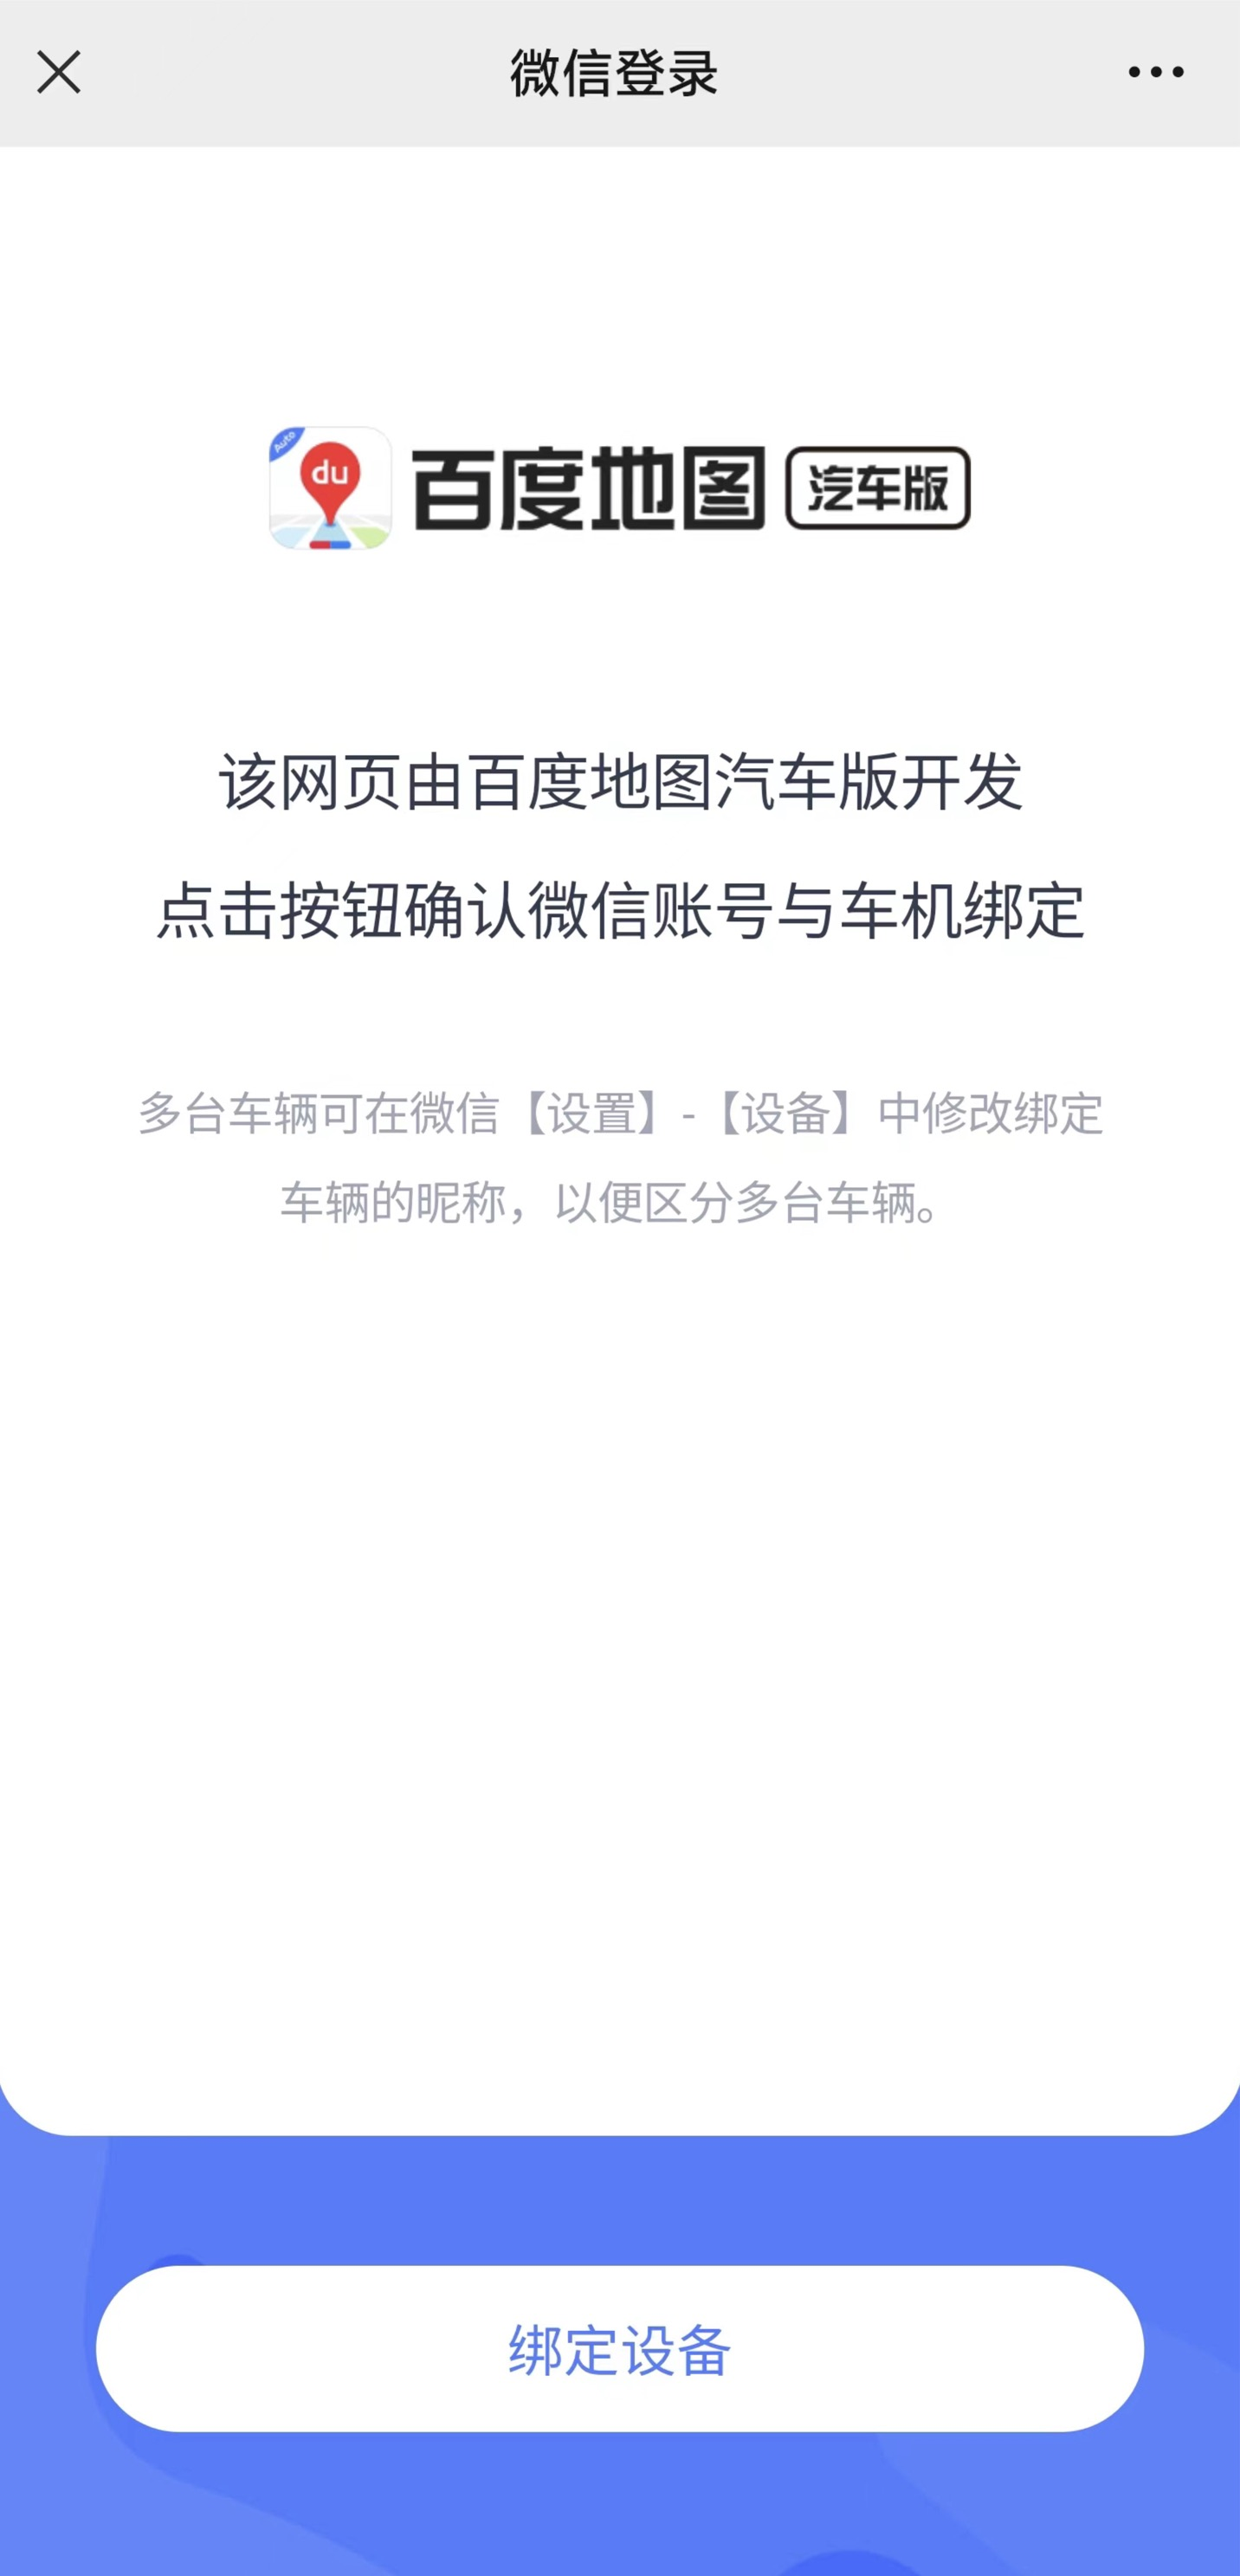 微信登录
Auto
du
百度地图 汽车版
该网页由百度地图汽车版开发
点击按钮确认微信账号与车机绑定
多台车辆可在微信【设置】-【设备】中修改绑定
车辆的昵称，以便区分多台车辆。
绑定设备